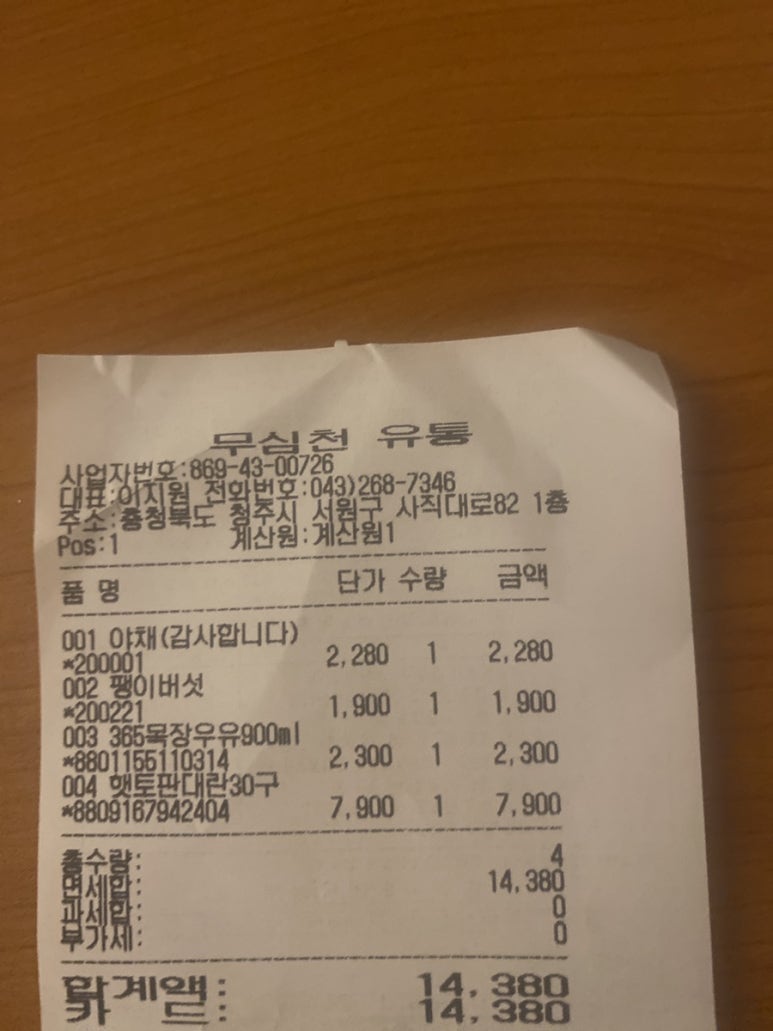 무심천 유통
사업자번호:869-43-00726
대표:이지원 전화번호:043)268-7346
주소:충청북도 청주시 서원구 사직대로82 1층
Pos:1 계산원:계산원1
품 명 단가 수량 금액
001 야채(감사합니다)
*200001 2,280 1 2,280
002 팽이버섯
*200221 1,900 1 1,900
003 365목장우유900ml
*8801155110314 2,300 1 2,300
004 햇토판대란30구
*8809167942404 7,900 1 7,900
총수량: 4
면세합: 14,380
과세합: 0
부가세: 0
합계액: 14,380
카 드: 14,380